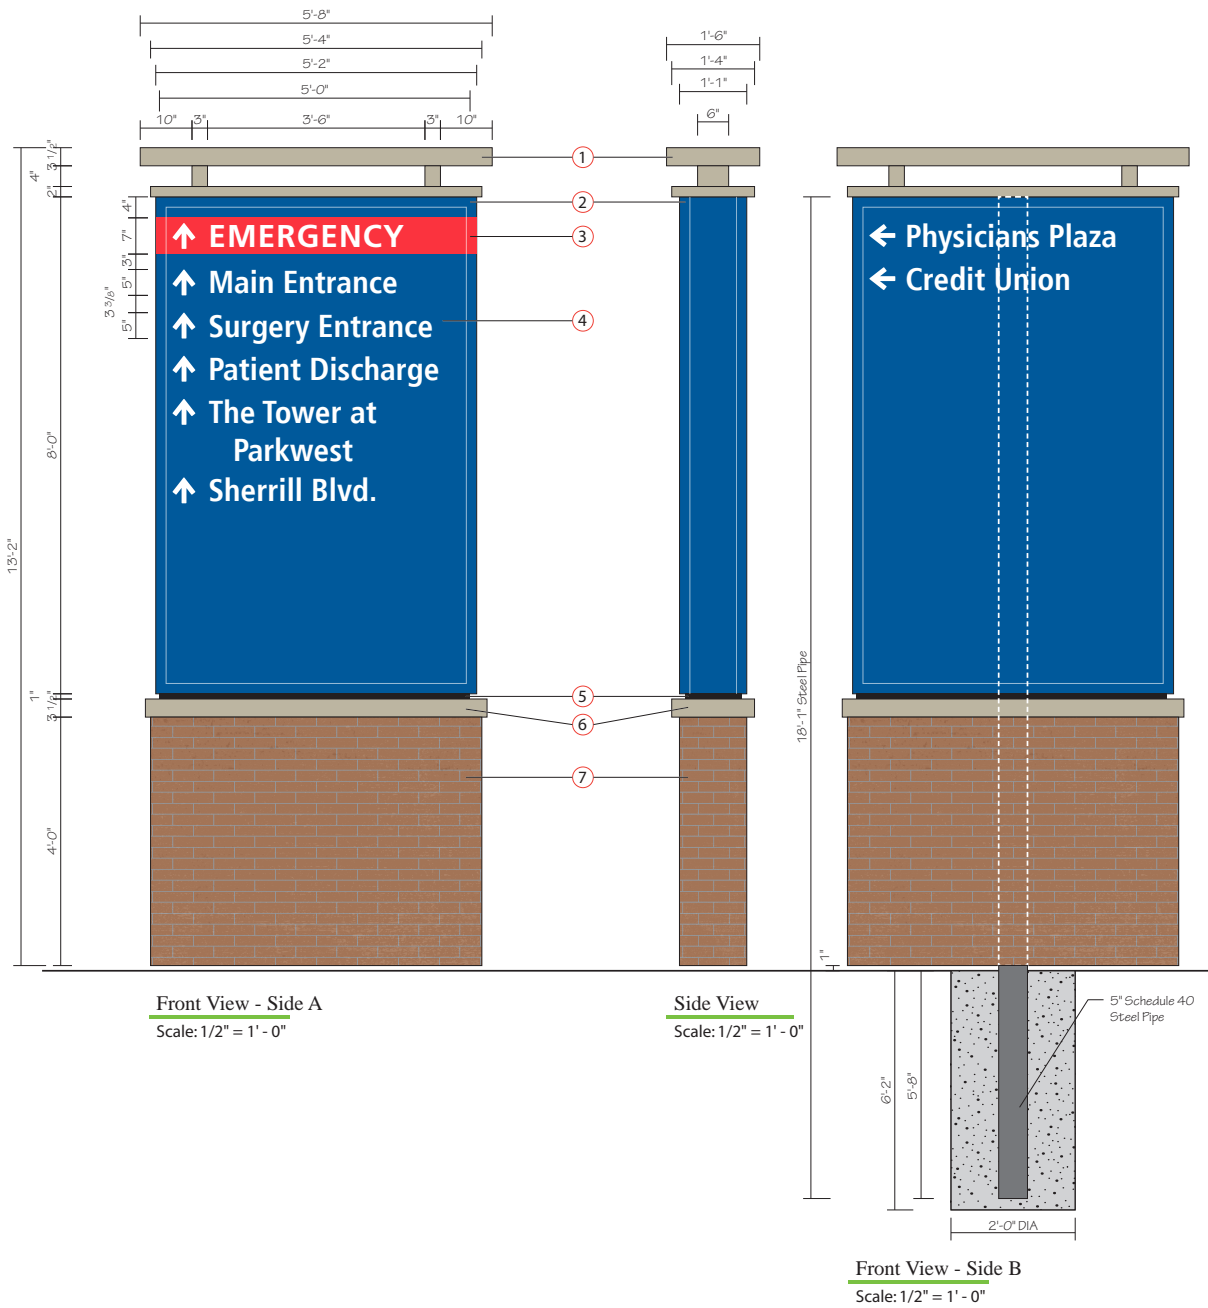 5'-8"
5'-4"
5'-2"
5'-0"
10" 3" 3'-6" 3" 10"
1'-6"
1'-4"
1'-1"
6"
13'-2"
3 1/2"
4"
2"
8'-0"
1"
3 1/2"
4'-0"
4"
7"
3"
5"
3 3/8"
5"
EMERGENCY
Main Entrance
Surgery Entrance
Patient Discharge
The Tower at
Parkwest
Sherrill Blvd.
1
2
3
4
5
6
7
Physicians Plaza
Credit Union
18'-1" Steel Pipe
1"
6'-2"
5'-8"
5" Schedule 40
Steel Pipe
2'-0" DIA
Front View - Side A
Scale: 1/2" = 1' - 0"
Side View
Scale: 1/2" = 1' - 0"
Front View - Side B
Scale: 1/2" = 1' - 0"